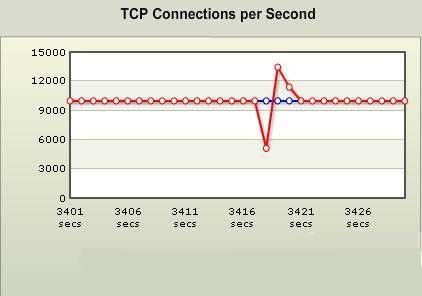 TCP Connections per Second
15000
12000
9000
6000
3000
0
3401 3406 3411 3416 3421 3426
secs secs secs secs secs secs